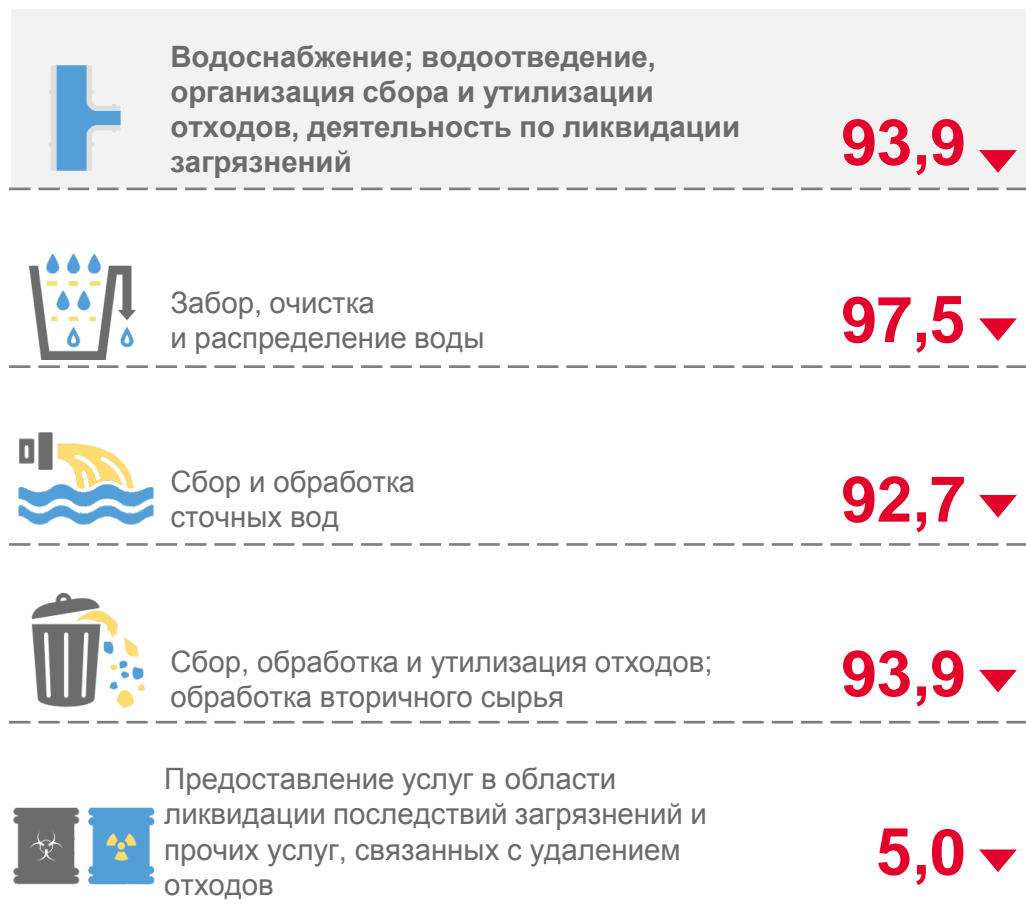 Водоснабжение; водоотведение,
организация сбора и утилизации
отходов, деятельность по ликвидации
загрязнений
93,9
Забор, очистка
и распределение воды
97,5
Сбор и обработка
сточных вод
92,7
Сбор, обработка и утилизация отходов;
обработка вторичного сырья
93,9
Предоставление услуг в области
ликвидации последствий загрязнений и
прочих услуг, связанных с удалением
отходов
5,0